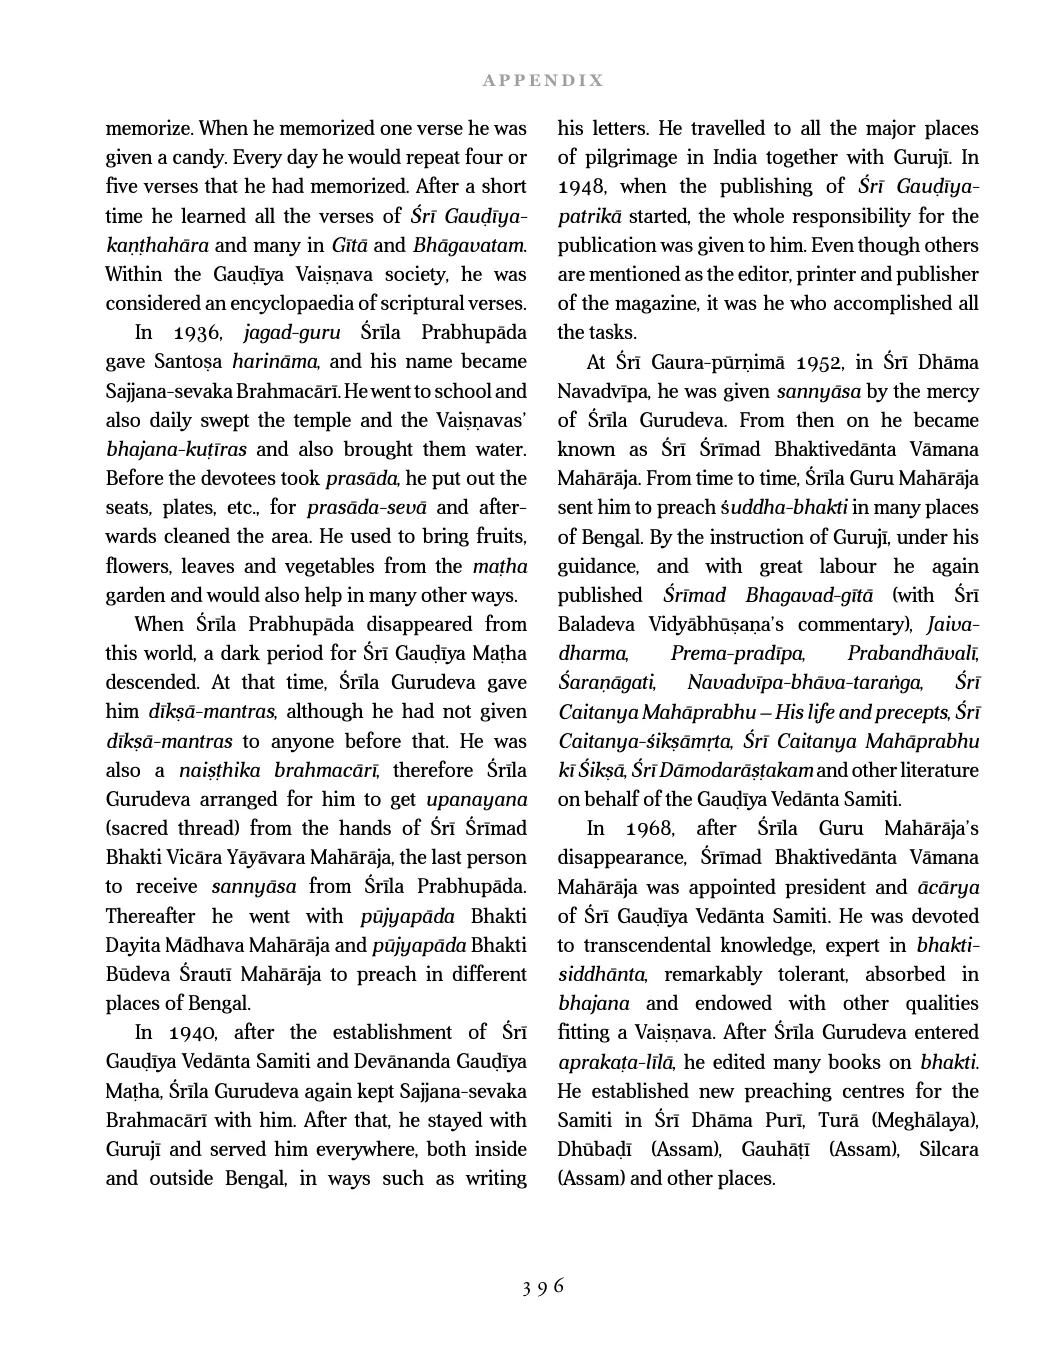 APPENDIX
memorize. When he memorized one verse he was
given a candy. Every day he would repeat four or
five verses that he had memorized. After a short
time he learned all the verses of Śrī Gauḍīya-
kaṇṭhahāra and many in Gītā and Bhāgavatam.
Within the Gauḍīya Vaiṣṇava society, he was
considered an encyclopaedia of scriptural verses.
In 1936, jagad-guru Śrīla Prabhupāda
gave Santoṣa harināma, and his name became
Sajjana-sevaka Brahmacārī. He went to school and
also daily swept the temple and the Vaiṣṇavas’
bhajana-kuṭīras and also brought them water.
Before the devotees took prasāda, he put out the
seats, plates, etc., for prasāda-sevā and after-
wards cleaned the area. He used to bring fruits,
flowers, leaves and vegetables from the maṭha
garden and would also help in many other ways.
When Śrīla Prabhupāda disappeared from
this world, a dark period for Śrī Gauḍīya Maṭha
descended. At that time, Śrīla Gurudeva gave
him dīkṣā-mantras, although he had not given
dīkṣā-mantras to anyone before that. He was
also a naiṣṭhika brahmacārī, therefore Śrīla
Gurudeva arranged for him to get upanayana
(sacred thread) from the hands of Śrī Śrīmad
Bhakti Vicāra Yāyāvara Mahārāja, the last person
to receive sannyāsa from Śrīla Prabhupāda.
Thereafter he went with pūjyapāda Bhakti
Dayita Mādhava Mahārāja and pūjyapāda Bhakti
Būdeva Śrautī Mahārāja to preach in different
places of Bengal.
In 1940, after the establishment of Śrī
Gauḍīya Vedānta Samiti and Devānanda Gauḍīya
Maṭha, Śrīla Gurudeva again kept Sajjana-sevaka
Brahmacārī with him. After that, he stayed with
Gurujī and served him everywhere, both inside
and outside Bengal, in ways such as writing
his letters. He travelled to all the major places
of pilgrimage in India together with Gurujī. In
1948, when the publishing of Śrī Gauḍīya-
patrikā started, the whole responsibility for the
publication was given to him. Even though others
are mentioned as the editor, printer and publisher
of the magazine, it was he who accomplished all
the tasks.
At Śrī Gaura-pūrṇimā 1952, in Śrī Dhāma
Navadvīpa, he was given sannyāsa by the mercy
of Śrīla Gurudeva. From then on he became
known as Śrī Śrīmad Bhaktivedānta Vāmana
Mahārāja. From time to time, Śrīla Guru Mahārāja
sent him to preach śuddha-bhakti in many places
of Bengal. By the instruction of Gurujī, under his
guidance, and with great labour he again
published Śrīmad Bhagavad-gītā (with Śrī
Baladeva Vidyābhūṣaṇa’s commentary), Jaiva-
dharma, Prema-pradīpa, Prabandhāvalī,
Śaraṇāgati, Navadvīpa-bhāva-taraṅga, Śrī
Caitanya Mahāprabhu – His life and precepts, Śrī
Caitanya-śikṣāmṛta, Śrī Caitanya Mahāprabhu
kī Śikṣā, Śrī Dāmodarāṣṭakam and other literature
on behalf of the Gauḍīya Vedānta Samiti.
In 1968, after Śrīla Guru Mahārāja’s
disappearance, Śrīmad Bhaktivedānta Vāmana
Mahārāja was appointed president and ācārya
of Śrī Gauḍīya Vedānta Samiti. He was devoted
to transcendental knowledge, expert in bhakti-
siddhānta, remarkably tolerant, absorbed in
bhajana and endowed with other qualities
fitting a Vaiṣṇava. After Śrīla Gurudeva entered
aprakaṭa-līlā, he edited many books on bhakti.
He established new preaching centres for the
Samiti in Śrī Dhāma Purī, Turā (Meghālaya),
Dhūbaḍī (Assam), Gauhāṭī (Assam), Silcara
(Assam) and other places.
396